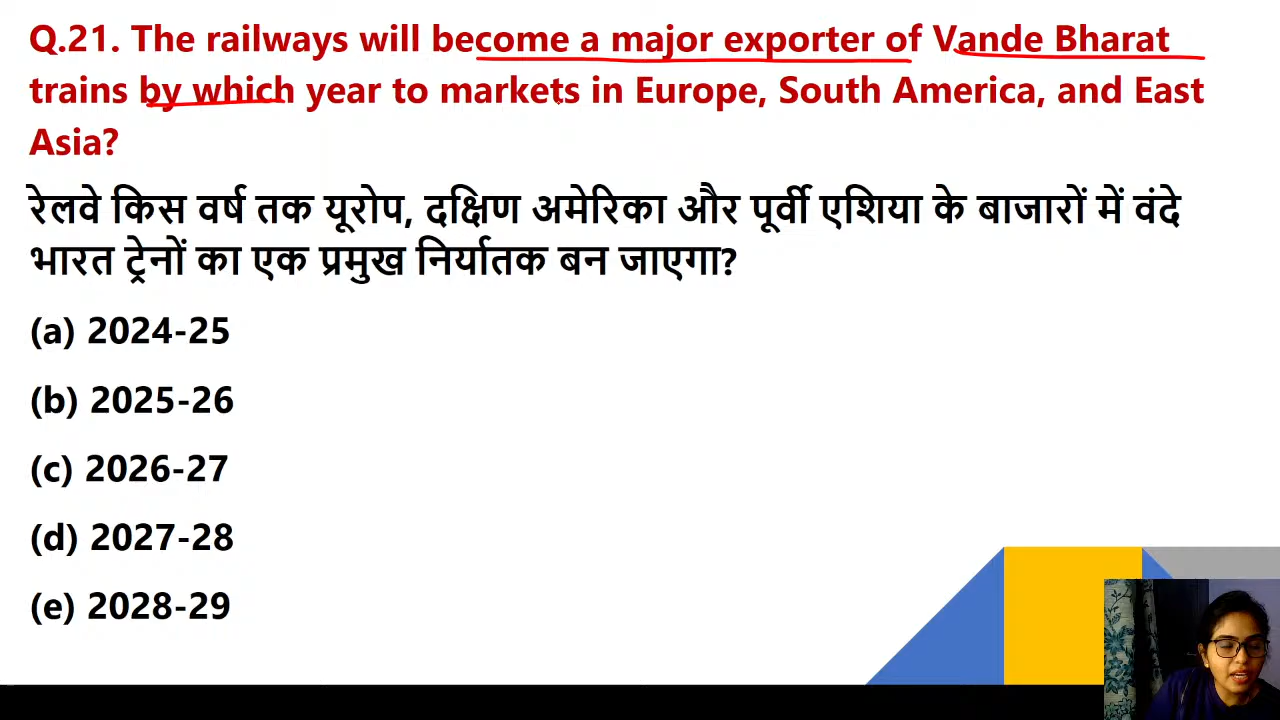 Q.21. The railways will become a major exporter of Vande Bharat
trains by which year to markets in Europe, South America, and East
Asia?
रेलवे किस वर्ष तक यूरोप, दक्षिण अमेरिका और पूर्वी एशिया के बाजारों में वंदे
भारत ट्रेनों का एक प्रमुख निर्यातक बन जाएगा?
(a) 2024-25
(b) 2025-26
(c) 2026-27
(d) 2027-28
(e) 2028-29